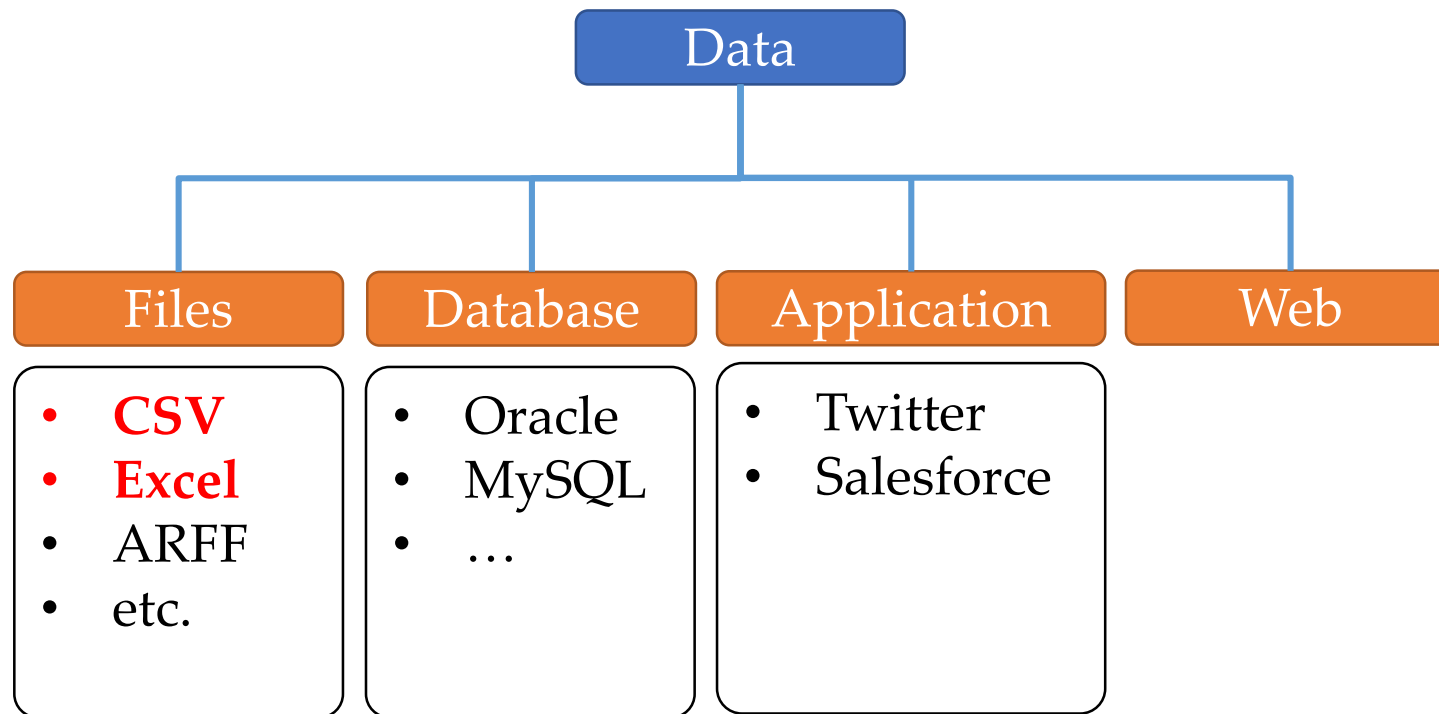 Data
Files
Database
Application
Web
• CSV
• Excel
• ARFF
• etc.
• Oracle
• MySQL
• …
• Twitter
• Salesforce